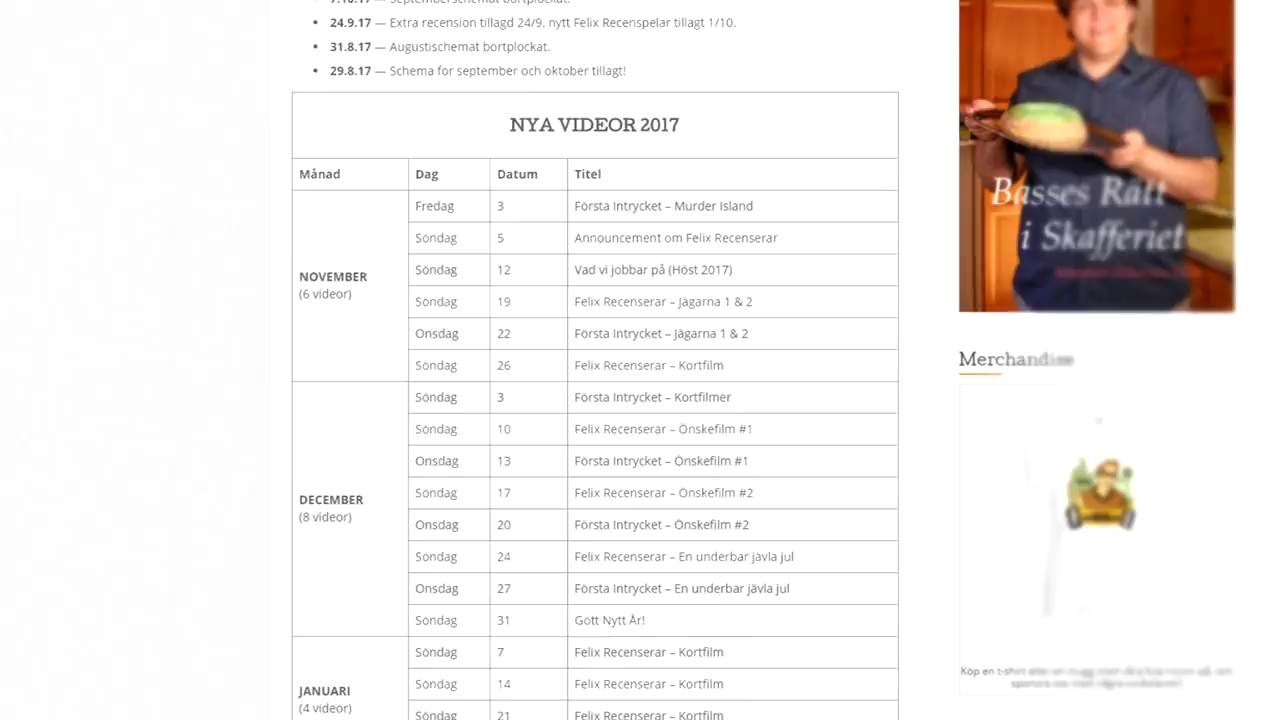 7.10.17 — Septemberschemat bortplockat.
24.9.17 — Extra recension tillagd 24/9, nytt Felix Recenspelar tillagt 1/10.
31.8.17 — Augustischemat bortplockat.
29.8.17 — Schema för september och oktober tillagt!
NYA VIDEOR 2017
Månad Dag Datum Titel
NOVEMBER
(6 videor)
Fredag 3 Första Intrycket – Murder Island
Söndag 5 Announcement om Felix Recenserar
Söndag 12 Vad vi jobbar på (Höst 2017)
Söndag 19 Felix Recenserar – Jägarna 1 & 2
Onsdag 22 Första Intrycket – Jägarna 1 & 2
Söndag 26 Felix Recenserar – Kortfilm
DECEMBER
(8 videor)
Söndag 3 Första Intrycket – Kortfilmer
Söndag 10 Felix Recenserar – Önskefilm #1
Onsdag 13 Första Intrycket – Önskefilm #1
Söndag 17 Felix Recenserar – Önskefilm #2
Onsdag 20 Första Intrycket – Önskefilm #2
Söndag 24 Felix Recenserar – En underbar jävla jul
Onsdag 27 Första Intrycket – En underbar jävla jul
Söndag 31 Gott Nytt År!
JANUARI
(4 videor)
Söndag 7 Felix Recenserar – Kortfilm
Söndag 14 Felix Recenserar – Kortfilm
Söndag 21 Felix Recenserar – Kortfilm
Basses Rätt
i Skafferiet
Merchandise
Köp en t-shirt